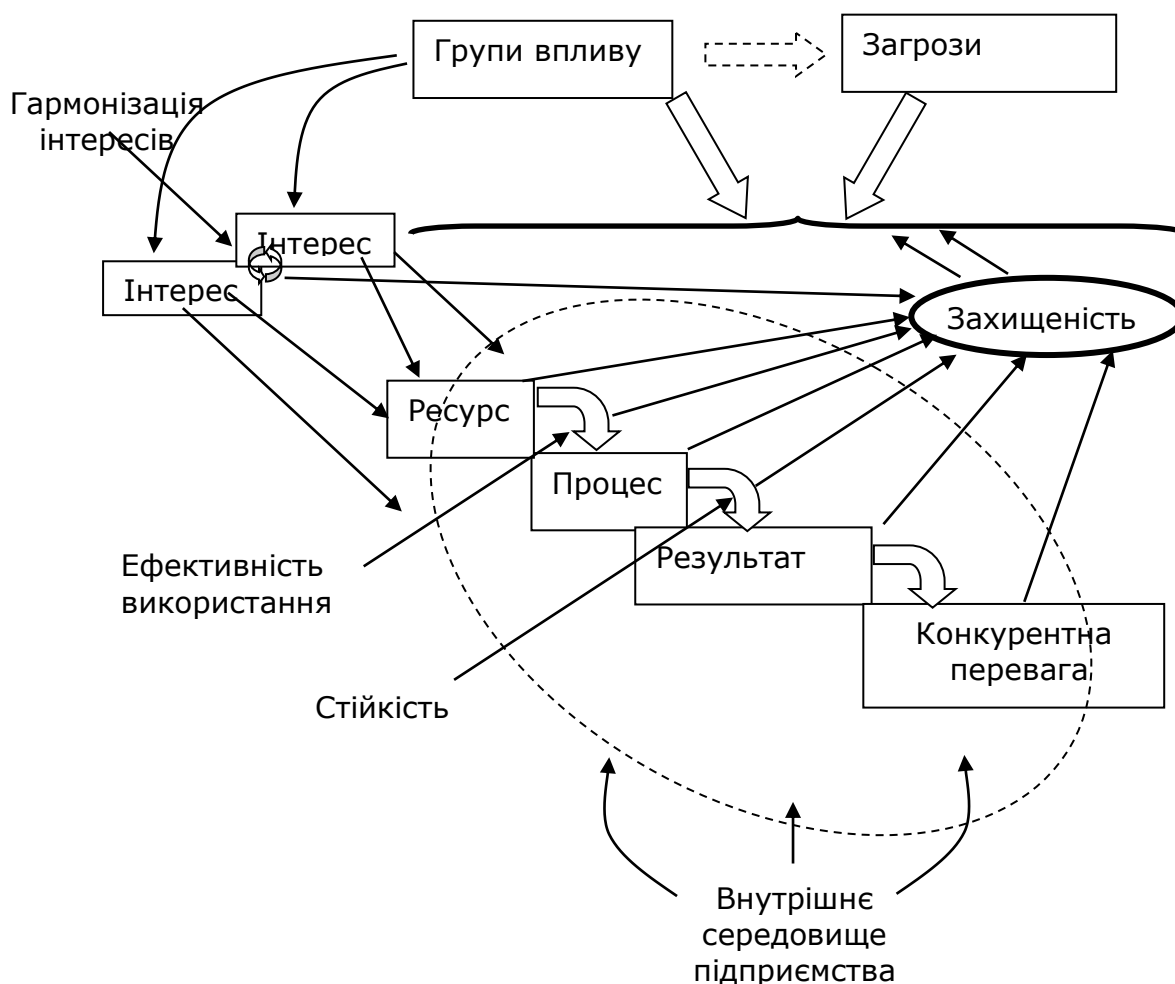 Групи впливу
Загрози
Гармонізація
інтересів
Інтерес
Інтерес
Захищеність
Ресурс
Процес
Ефективність
використання
Результат
Конкурентна
перевага
Стійкість
Внутрішнє
середовище
підприємства